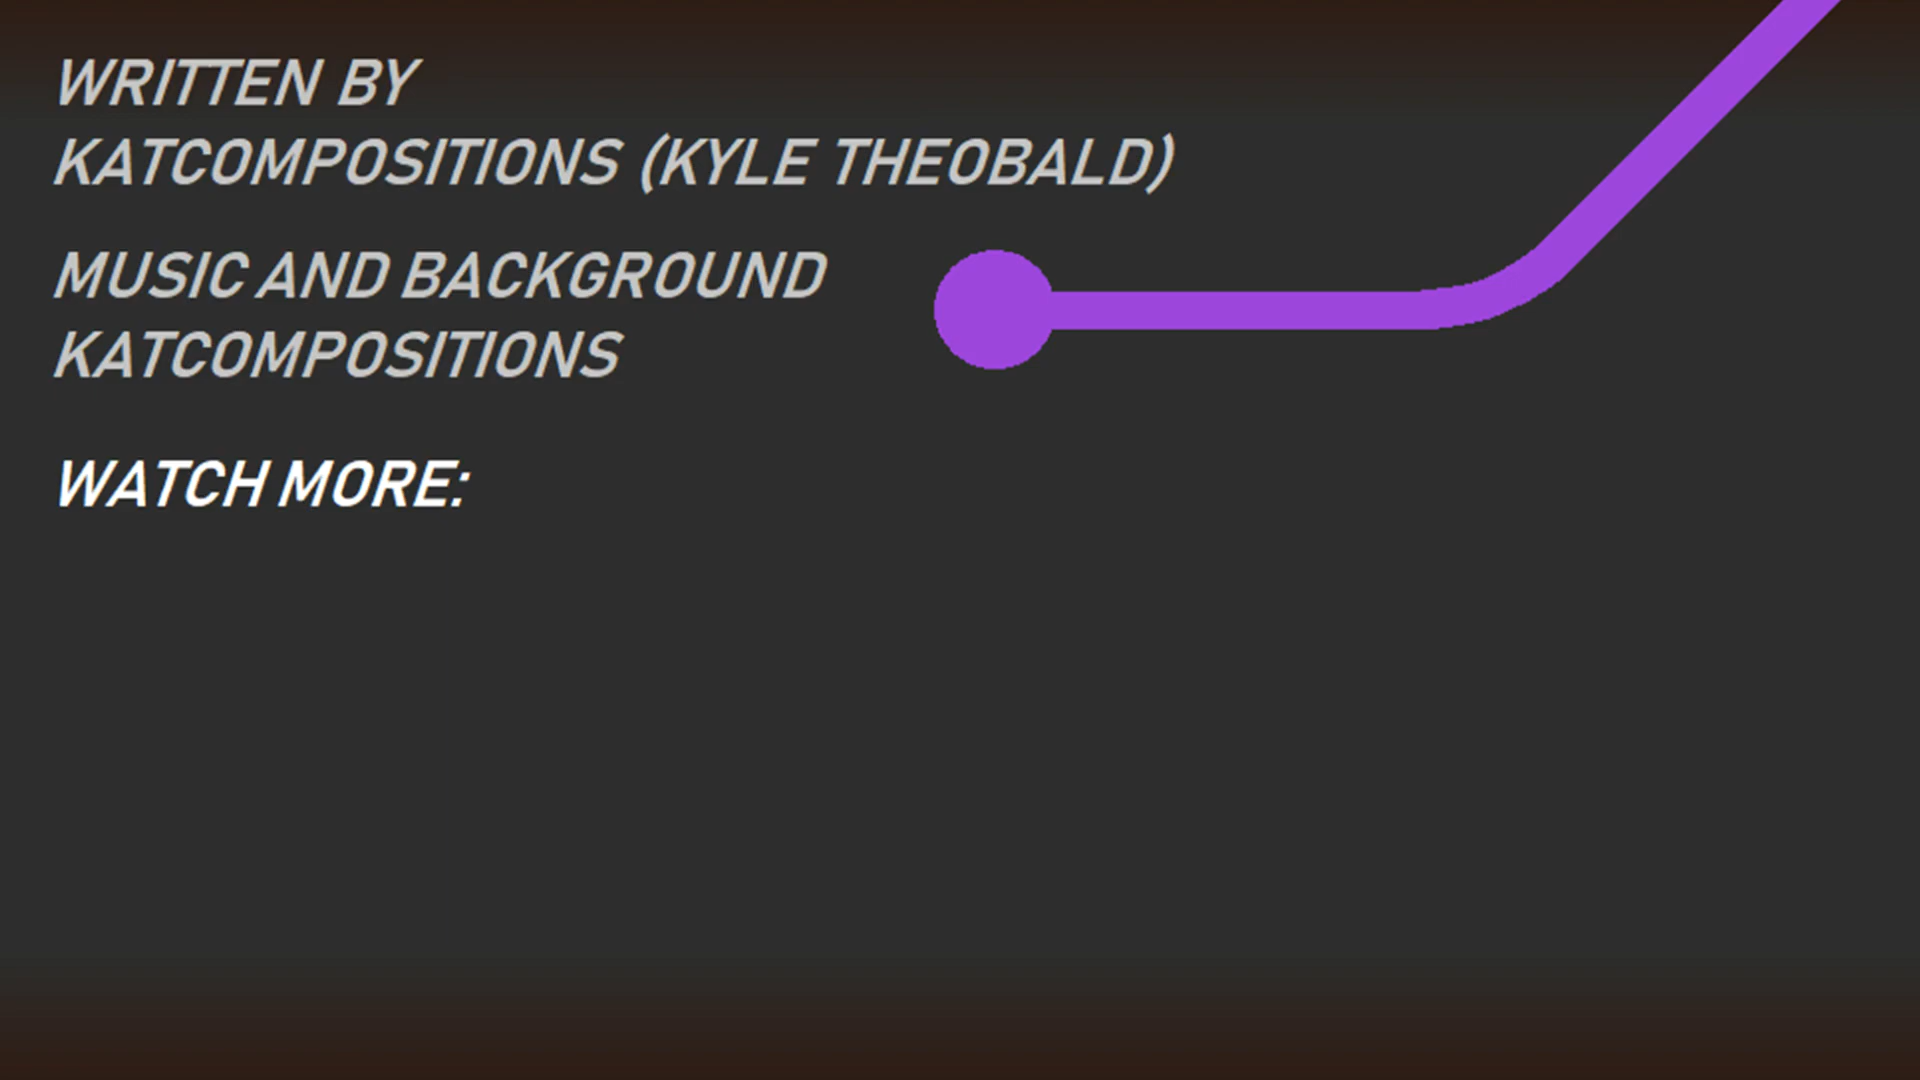 WRITTEN BY
KATCOMPOSITIONS (KYLE THEOBALD)
MUSIC AND BACKGROUND
KATCOMPOSITIONS
WATCH MORE: